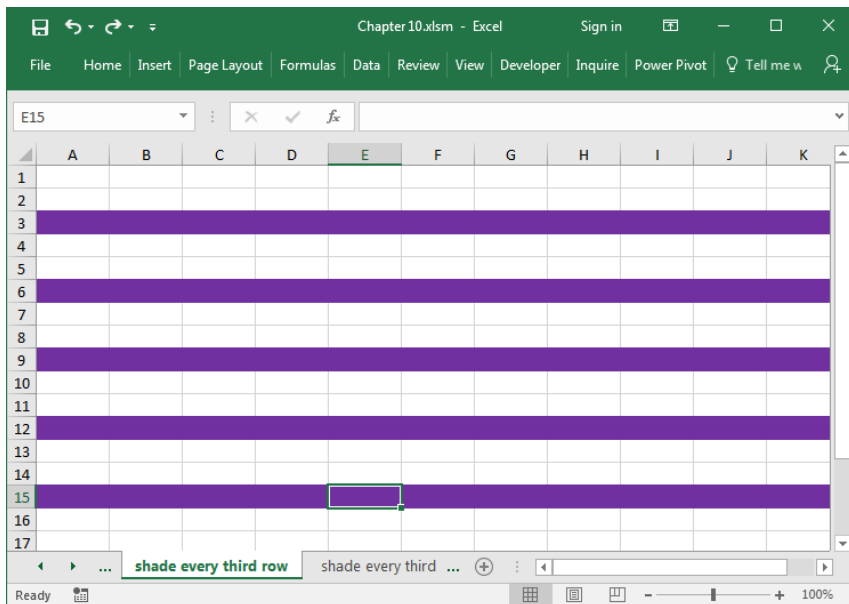 Chapter 10.xlsm - Excel Sign in
File Home Insert Page Layout Formulas Data Review View Developer Inquire Power Pivot Tell me w
E15 fx
A B C D E F G H I J K
1
2
3
4
5
6
7
8
9
10
11
12
13
14
15
16
17
... shade every third row shade every third ...
Ready 100%